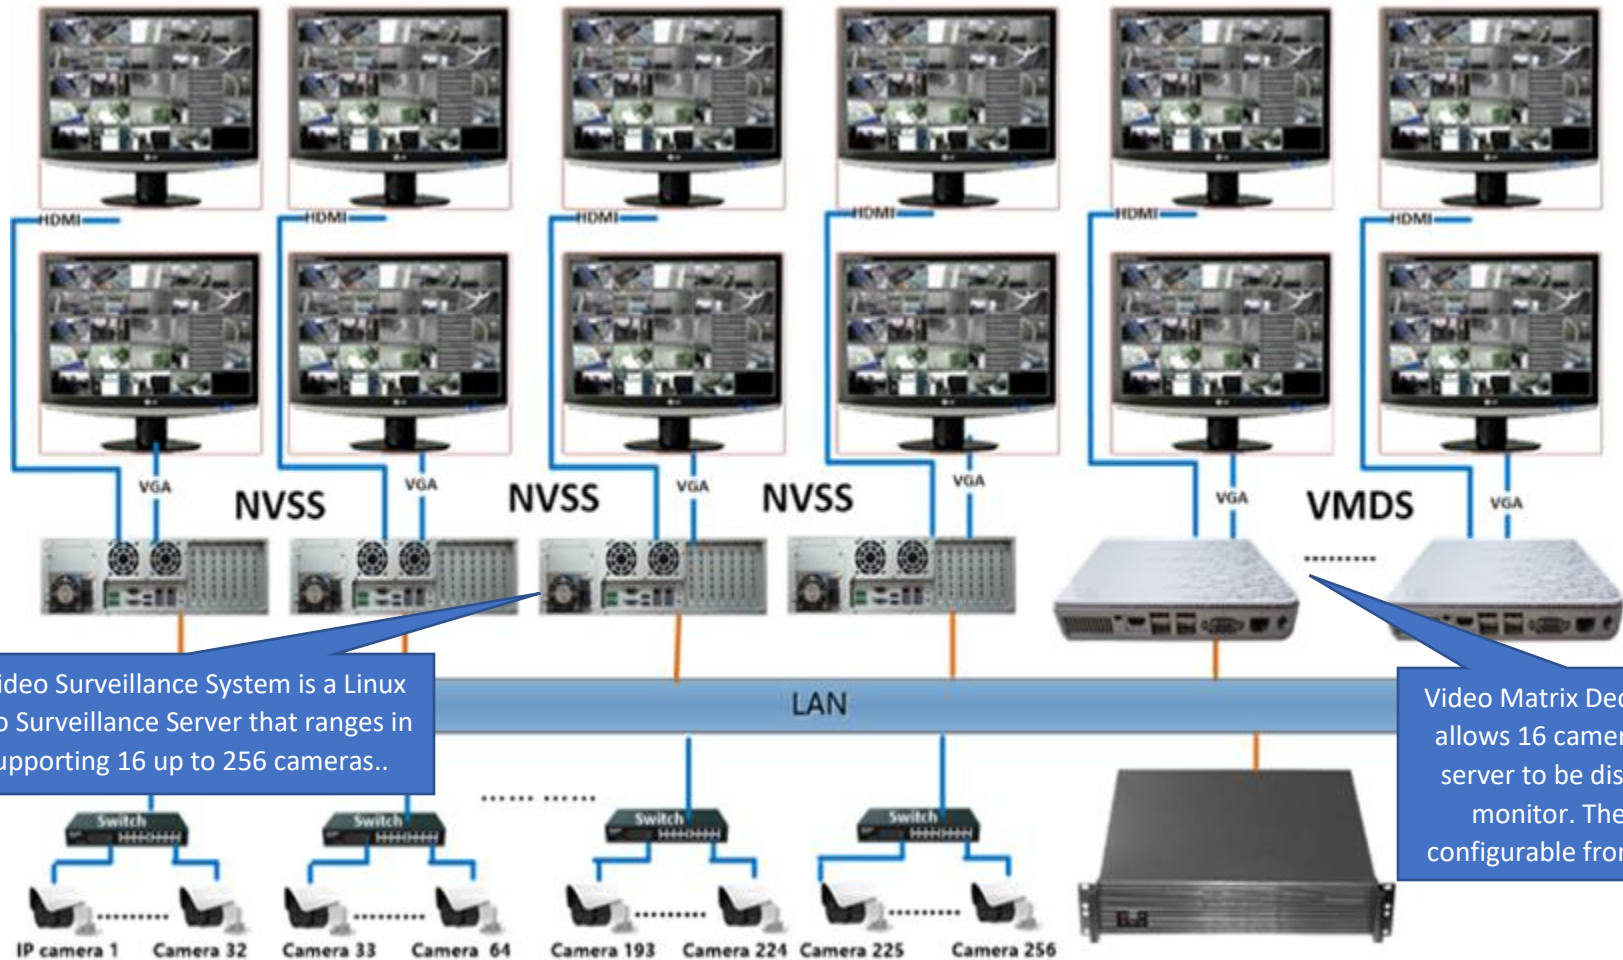 HDMI HDMI HDMI HDMI HDMI HDMI
VGA VGA VGA VGA VGA VGA
NVSS NVSS NVSS VMDS
LAN
ideo Surveillance System is a Linux
o Surveillance Server that ranges in
upporting 16 up to 256 cameras..
Video Matrix Dec
allows 16 camer
server to be dis
monitor. The
configurable fron
Switch Switch Switch Switch
IP camera 1 Camera 32 Camera 33 Camera 64 Camera 193 Camera 224 Camera 225 Camera 256